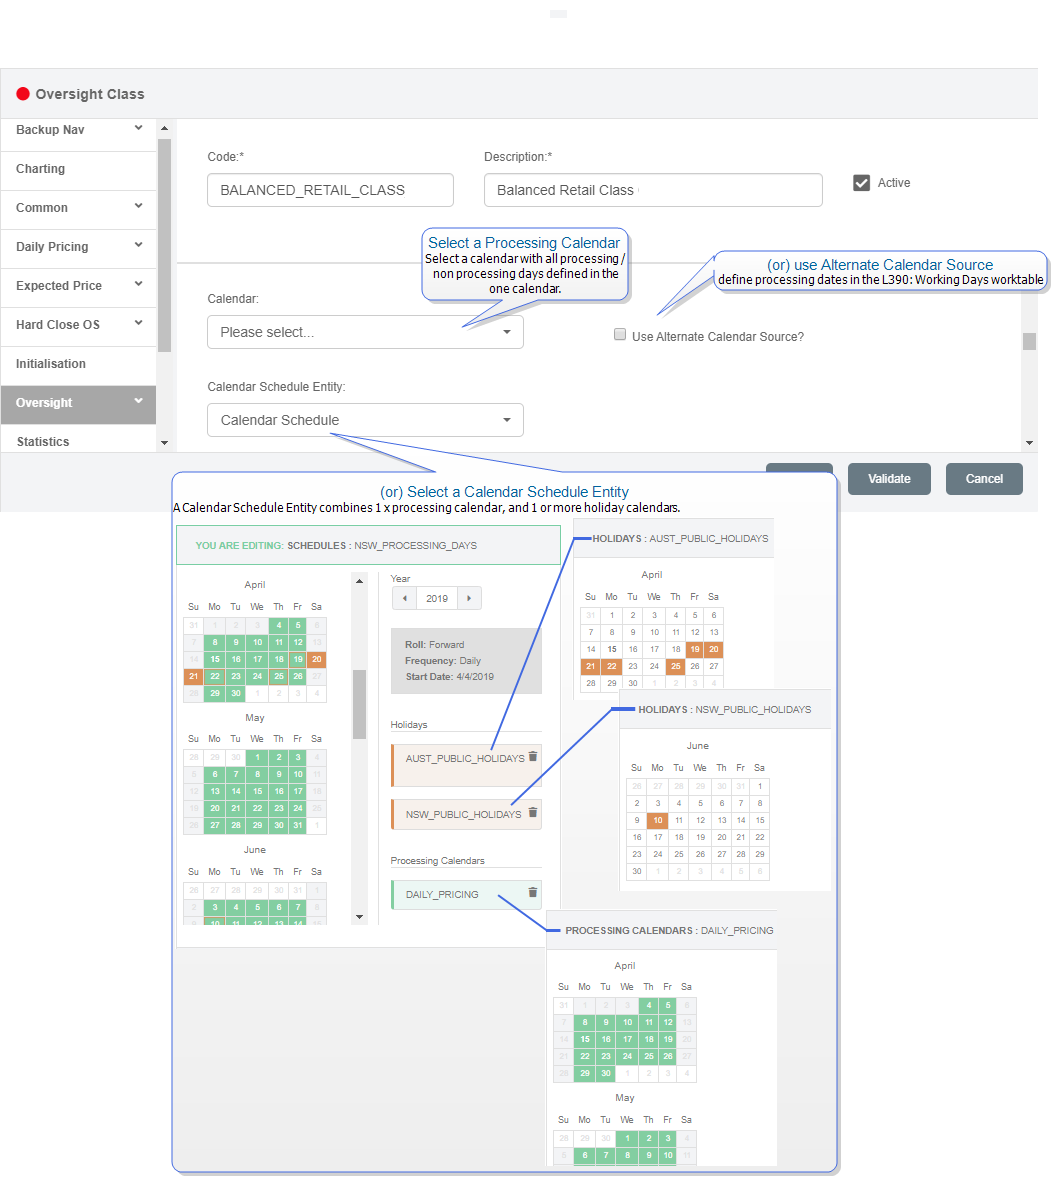 Oversight Class
Backup Nav
Charting
Common
Daily Pricing
Expected Price
Hard Close OS
Initialisation
Oversight
Statistics
Code:*
Description:*
BALANCED_RETAIL_CLASS
Balanced Retail Class
Active
Select a Processing Calendar
Select a calendar with all processing /
non processing days defined in the
one calendar.
(or) use Alternate Calendar Source
define processing dates in the L390: Working Days worktable
Calendar:
Please select...
Use Alternate Calendar Source?
Calendar Schedule Entity:
Calendar Schedule
Validate
Cancel
(or) Select a Calendar Schedule Entity
A Calendar Schedule Entity combines 1 x processing calendar, and 1 or more holiday calendars.
YOU ARE EDITING: SCHEDULES : NSW_PROCESSING_DAYS
April
Su Mo Tu We Th Fr Sa
31 1 2 3 4 5 6
7 8 9 10 11 12 13
14 15 16 17 18 19 20
21 22 23 24 25 26 27
28 29 30 1 2 3 4
May
Su Mo Tu We Th Fr Sa
28 29 30 1 2 3 4
5 6 7 8 9 10 11
12 13 14 15 16 17 18
19 20 21 22 23 24 25
26 27 28 29 30 31 1
June
Su Mo Tu We Th Fr Sa
26 27 28 29 30 31 1
2 3 4 5 6 7 8
9 10 11 12 13 14 15
Year
2019
Roll: Forward
Frequency: Daily
Start Date: 4/4/2019
Holidays
AUST_PUBLIC_HOLIDAYS
NSW_PUBLIC_HOLIDAYS
Processing Calendars
DAILY_PRICING
HOLIDAYS : AUST_PUBLIC_HOLIDAYS
April
Su Mo Tu We Th Fr Sa
31 1 2 3 4 5 6
7 8 9 10 11 12 13
14 15 16 17 18 19 20
21 22 23 24 25 26 27
28 29 30 1 2 3 4
HOLIDAYS : NSW_PUBLIC_HOLIDAYS
June
Su Mo Tu We Th Fr Sa
26 27 28 29 30 31 1
2 3 4 5 6 7 8
9 10 11 12 13 14 15
16 17 18 19 20 21 22
23 24 25 26 27 28 29
30 1 2 3 4 5 6
PROCESSING CALENDARS : DAILY_PRICING
April
Su Mo Tu We Th Fr Sa
31 1 2 3 4 5 6
7 8 9 10 11 12 13
14 15 16 17 18 19 20
21 22 23 24 25 26 27
28 29 30 1 2 3 4
May
Su Mo Tu We Th Fr Sa
28 29 30 1 2 3 4
5 6 7 8 9 10 11